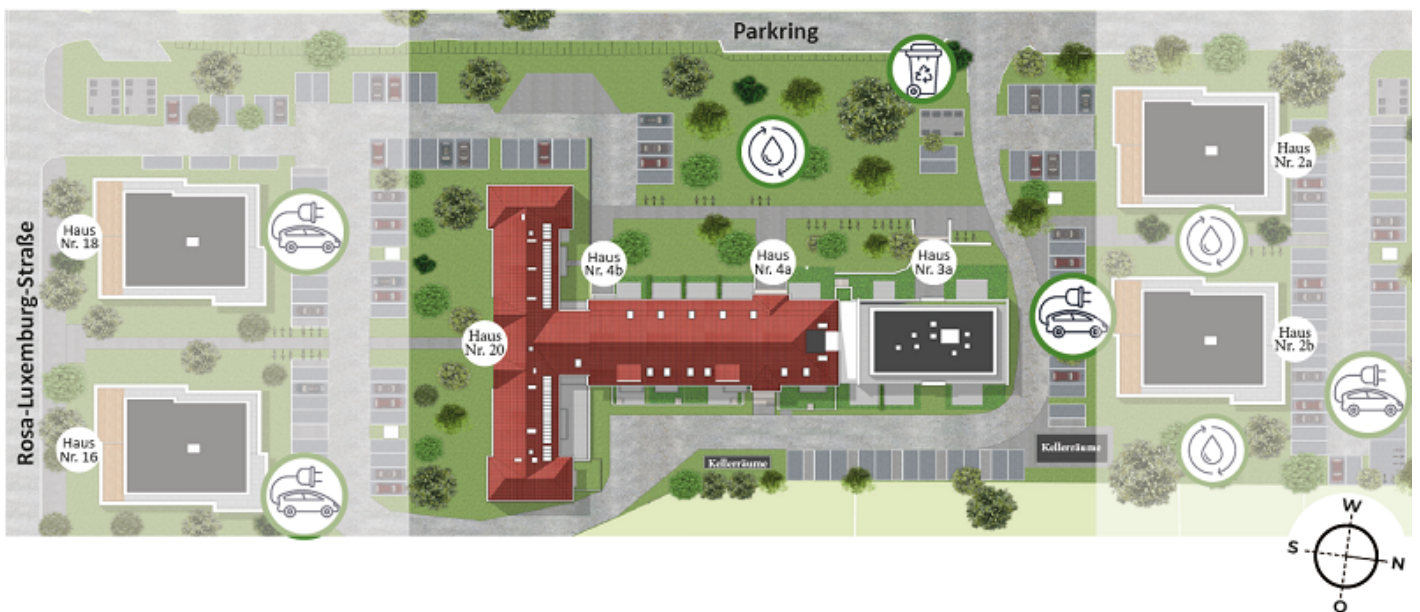 Parkring
Rosa-Luxemburg-Straße
Haus
Nr. 2a
Haus
Nr. 18
Haus
Nr. 4b
Haus
Nr. 4a
Haus
Nr. 3a
Haus
Nr. 20
Haus
Nr. 2b
Haus
Nr. 16
Kellerräume
Kellerräume
W
S
N
O